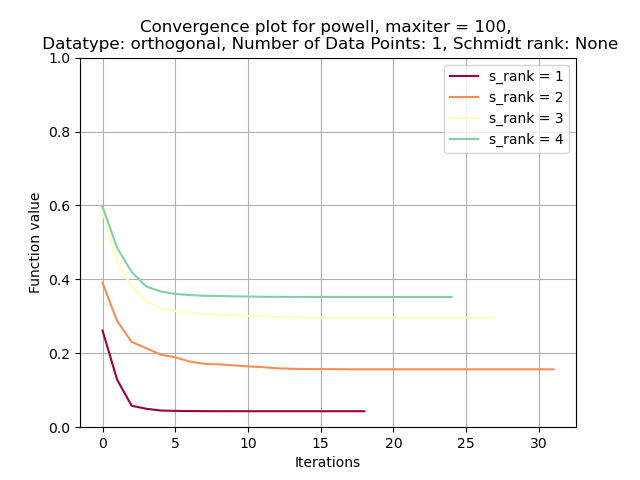 Convergence plot for powell, maxiter = 100,
Datatype: orthogonal, Number of Data Points: 1, Schmidt rank: None
1.0
0.8
0.6
0.4
0.2
0.0
Function value
s_rank = 1
s_rank = 2
s_rank = 3
s_rank = 4
0 5 10 15 20 25 30
Iterations